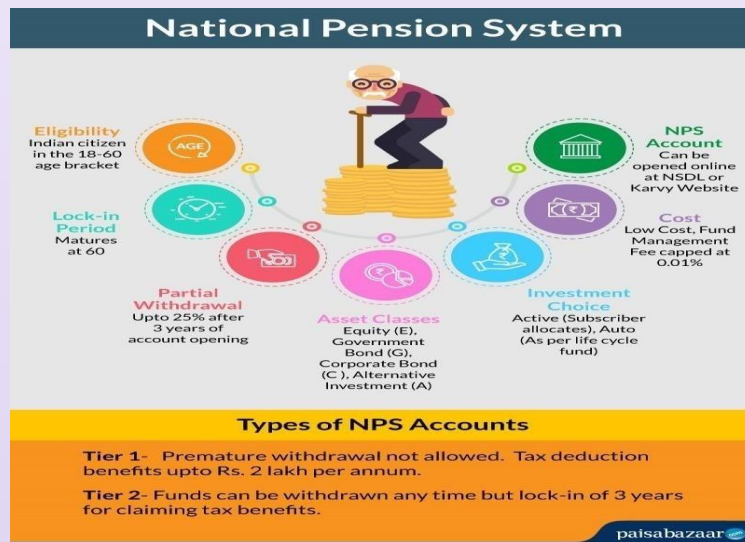 National Pension System
Eligibility
Indian citizen
in the 18-60
age bracket
AGE
Lock-in
Period
Matures
at 60
Partial
Withdrawal
Upto 25% after
3 years of
account opening
Asset Classes
Equity (E),
Government
Bond (G),
Corporate Bond
(C ), Alternative
Investment (A)
Investment
Choice
Active (Subscriber
allocates), Auto
(As per life cycle
fund)
Cost
Low Cost, Fund
Management
Fee capped at
0.01%
NPS
Account
Can be
opened online
at NSDL or
Karvy Website
Types of NPS Accounts
Tier 1- Premature withdrawal not allowed. Tax deduction
benefits upto Rs. 2 lakh per annum.
Tier 2- Funds can be withdrawn any time but lock-in of 3 years
for claiming tax benefits.
paisabazaar